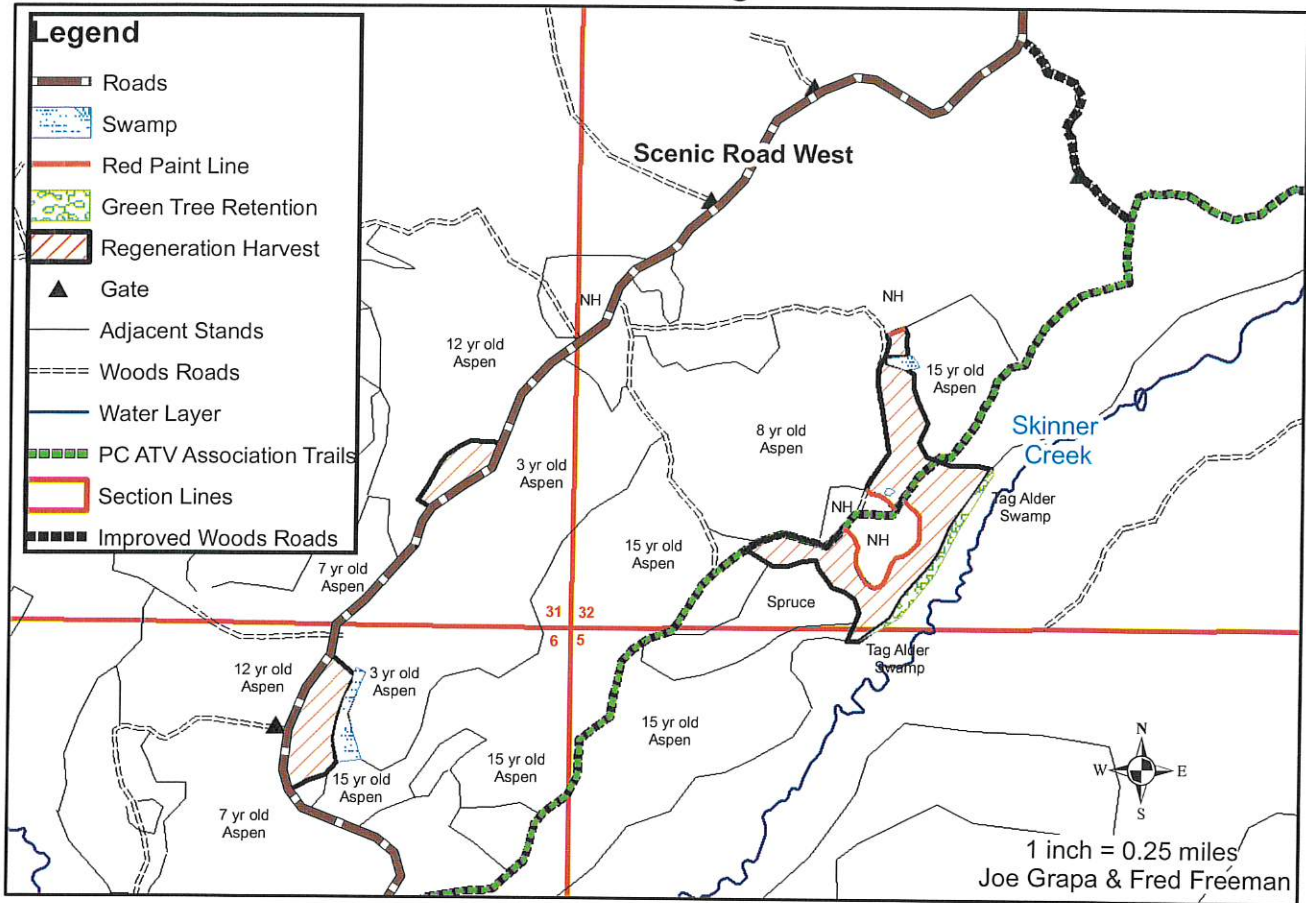 Legend
Roads
Swamp
Red Paint Line
Green Tree Retention
Regeneration Harvest
Gate
Adjacent Stands
Woods Roads
Water Layer
PC ATV Association Trails
Section Lines
Improved Woods Roads
Scenic Road West
NH
NH
12 yr old
Aspen
15 yr old
Aspen
8 yr old
Aspen
Skinner
Creek
3 yr old
Aspen
Tag Alder
Swamp
NH
NH
15 yr old
Aspen
7 yr old
Aspen
Spruce
31 32
6 5
Tag Alder
Swamp
12 yr old
Aspen
3 yr old
Aspen
15 yr old
Aspen
15 yr old
Aspen
15 yr old
Aspen
7 yr old
Aspen
N
W E
S
1 inch = 0.25 miles
Joe Grapa & Fred Freeman